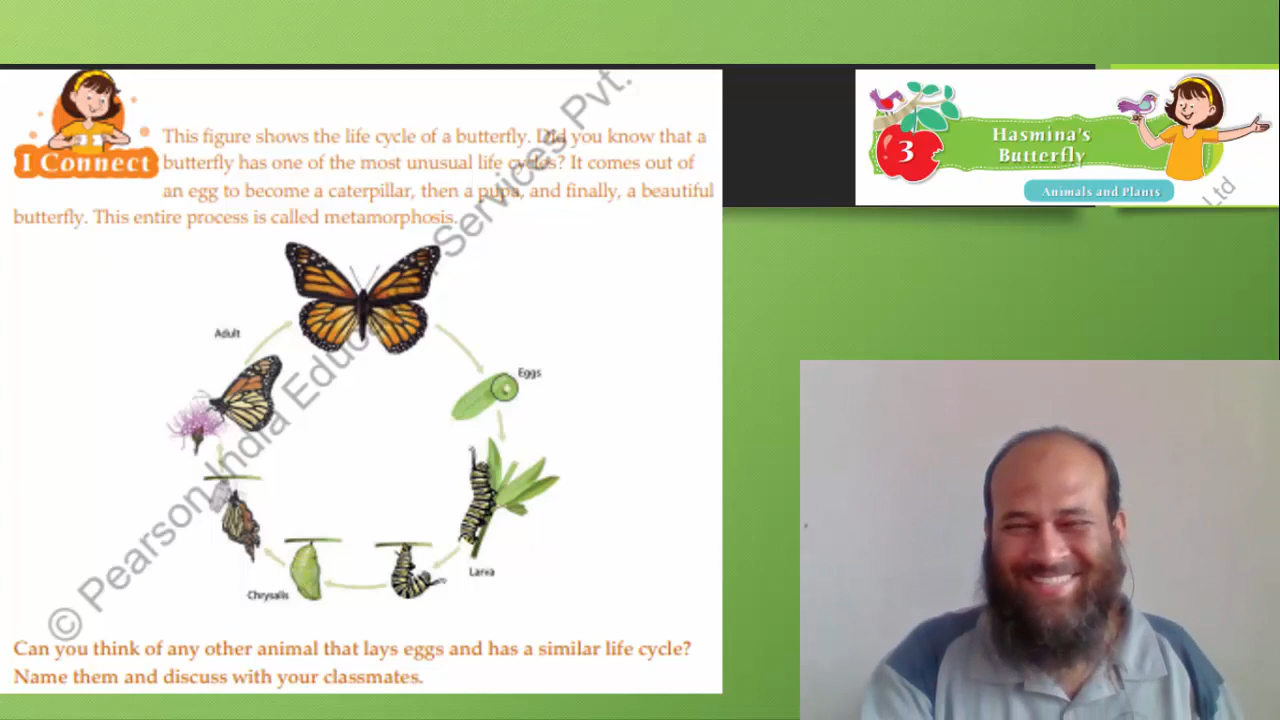 I Connect
This figure shows the life cycle of a butterfly. Did you know that a
butterfly has one of the most unusual life cycles? It comes out of
an egg to become a caterpillar, then a pupa, and finally, a beautiful
butterfly. This entire process is called metamorphosis.
Adult
Eggs
Larva
Chrysalis
Can you think of any other animal that lays eggs and has a similar life cycle?
Name them and discuss with your classmates.
© Pearson India Education Services Pvt.
3
Hasmina's
Butterfly
Animals and Plants
Ltd